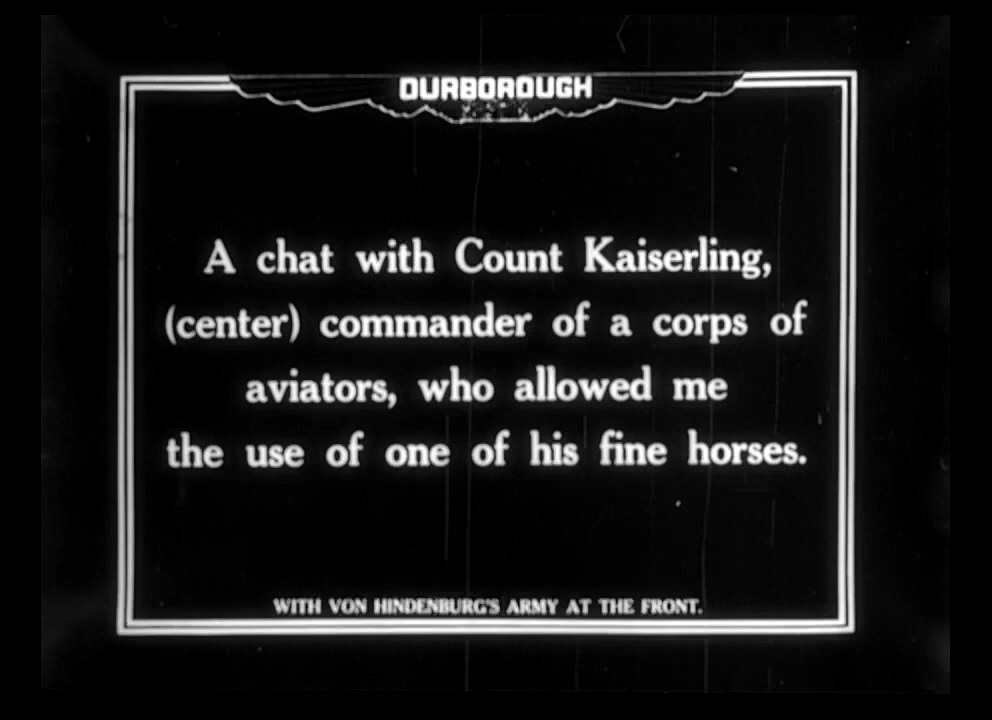 DURBOROUGH
A chat with Count Kaiserling,
(center) commander of a corps of
aviators, who allowed me
the use of one of his fine horses.
WITH VON HINDENBURG'S ARMY AT THE FRONT.